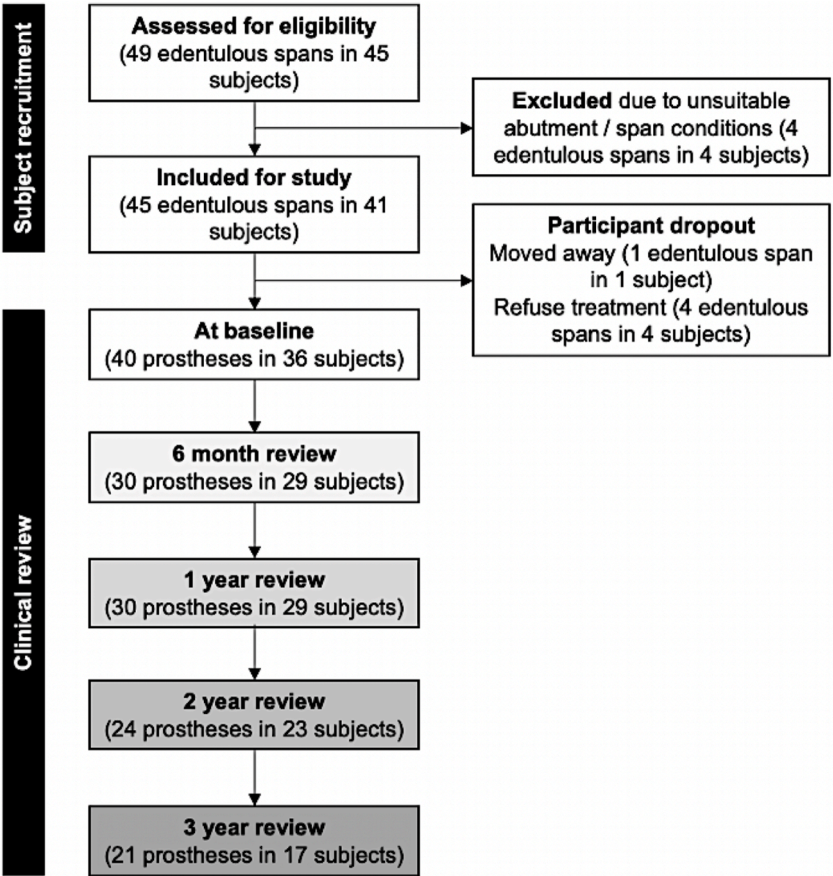 Subject recruitment
Assessed for eligibility
(49 edentulous spans in 45
subjects)
Excluded due to unsuitable
abutment / span conditions (4
edentulous spans in 4 subjects)
Included for study
(45 edentulous spans in 41
subjects)
Participant dropout
Moved away (1 edentulous span
in 1 subject)
Refuse treatment (4 edentulous
spans in 4 subjects)
Clinical review
At baseline
(40 prostheses in 36 subjects)
6 month review
(30 prostheses in 29 subjects)
1 year review
(30 prostheses in 29 subjects)
2 year review
(24 prostheses in 23 subjects)
3 year review
(21 prostheses in 17 subjects)